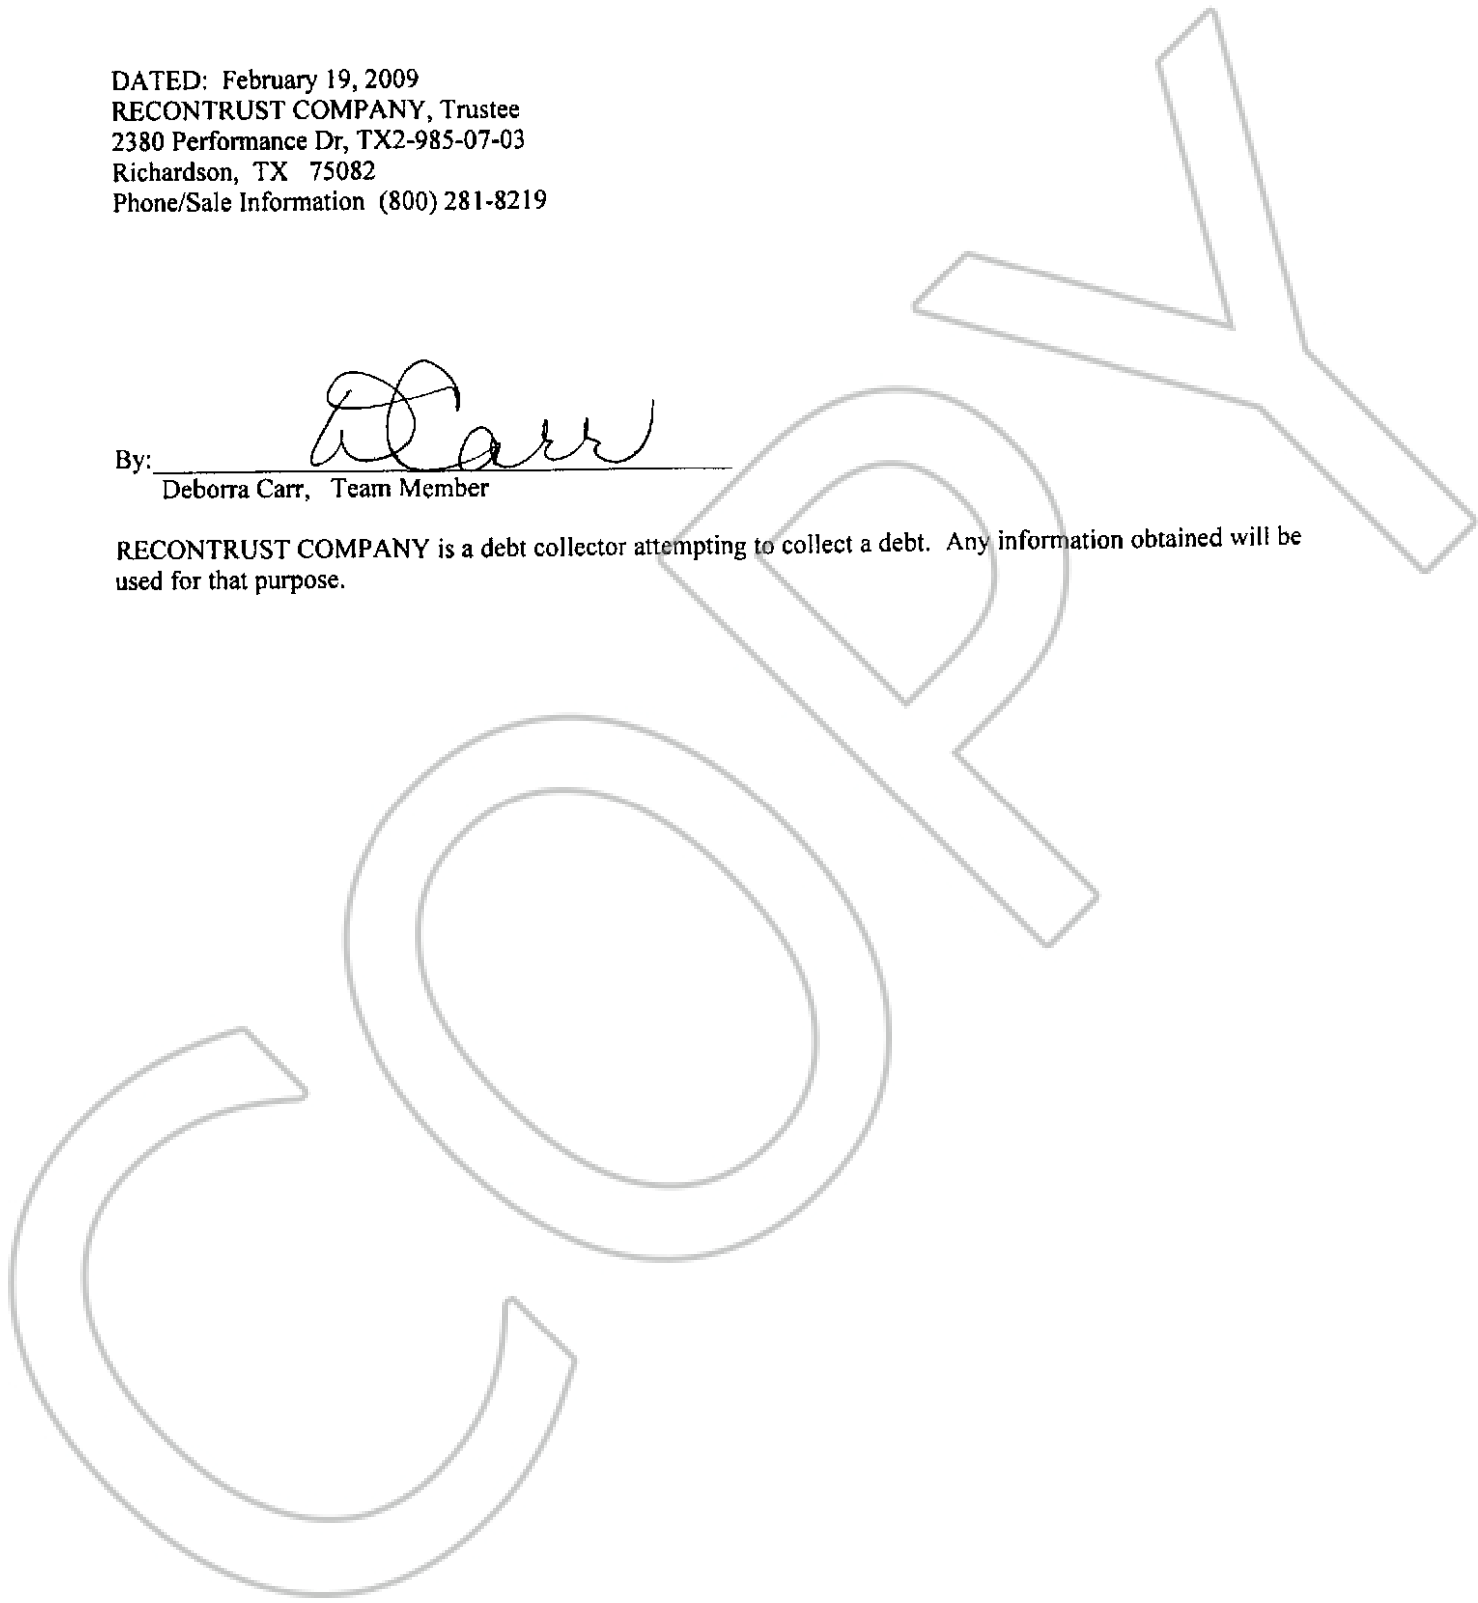 DATED: February 19, 2009
RECONTRUST COMPANY, Trustee
2380 Performance Dr, TX2-985-07-03
Richardson, TX 75082
Phone/Sale Information (800) 281-8219
By: DCarr
Deborra Carr, Team Member
RECONTRUST COMPANY is a debt collector attempting to collect a debt. Any information obtained will be
used for that purpose.
COPY